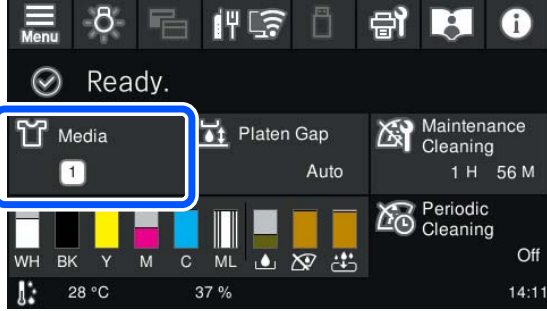 Menu
Ready.
Media
1
Platen Gap
Auto
Maintenance
Cleaning
1 H 56 M
Periodic
Cleaning
Off
WH BK Y M C ML
28 °C 37 % 14:11